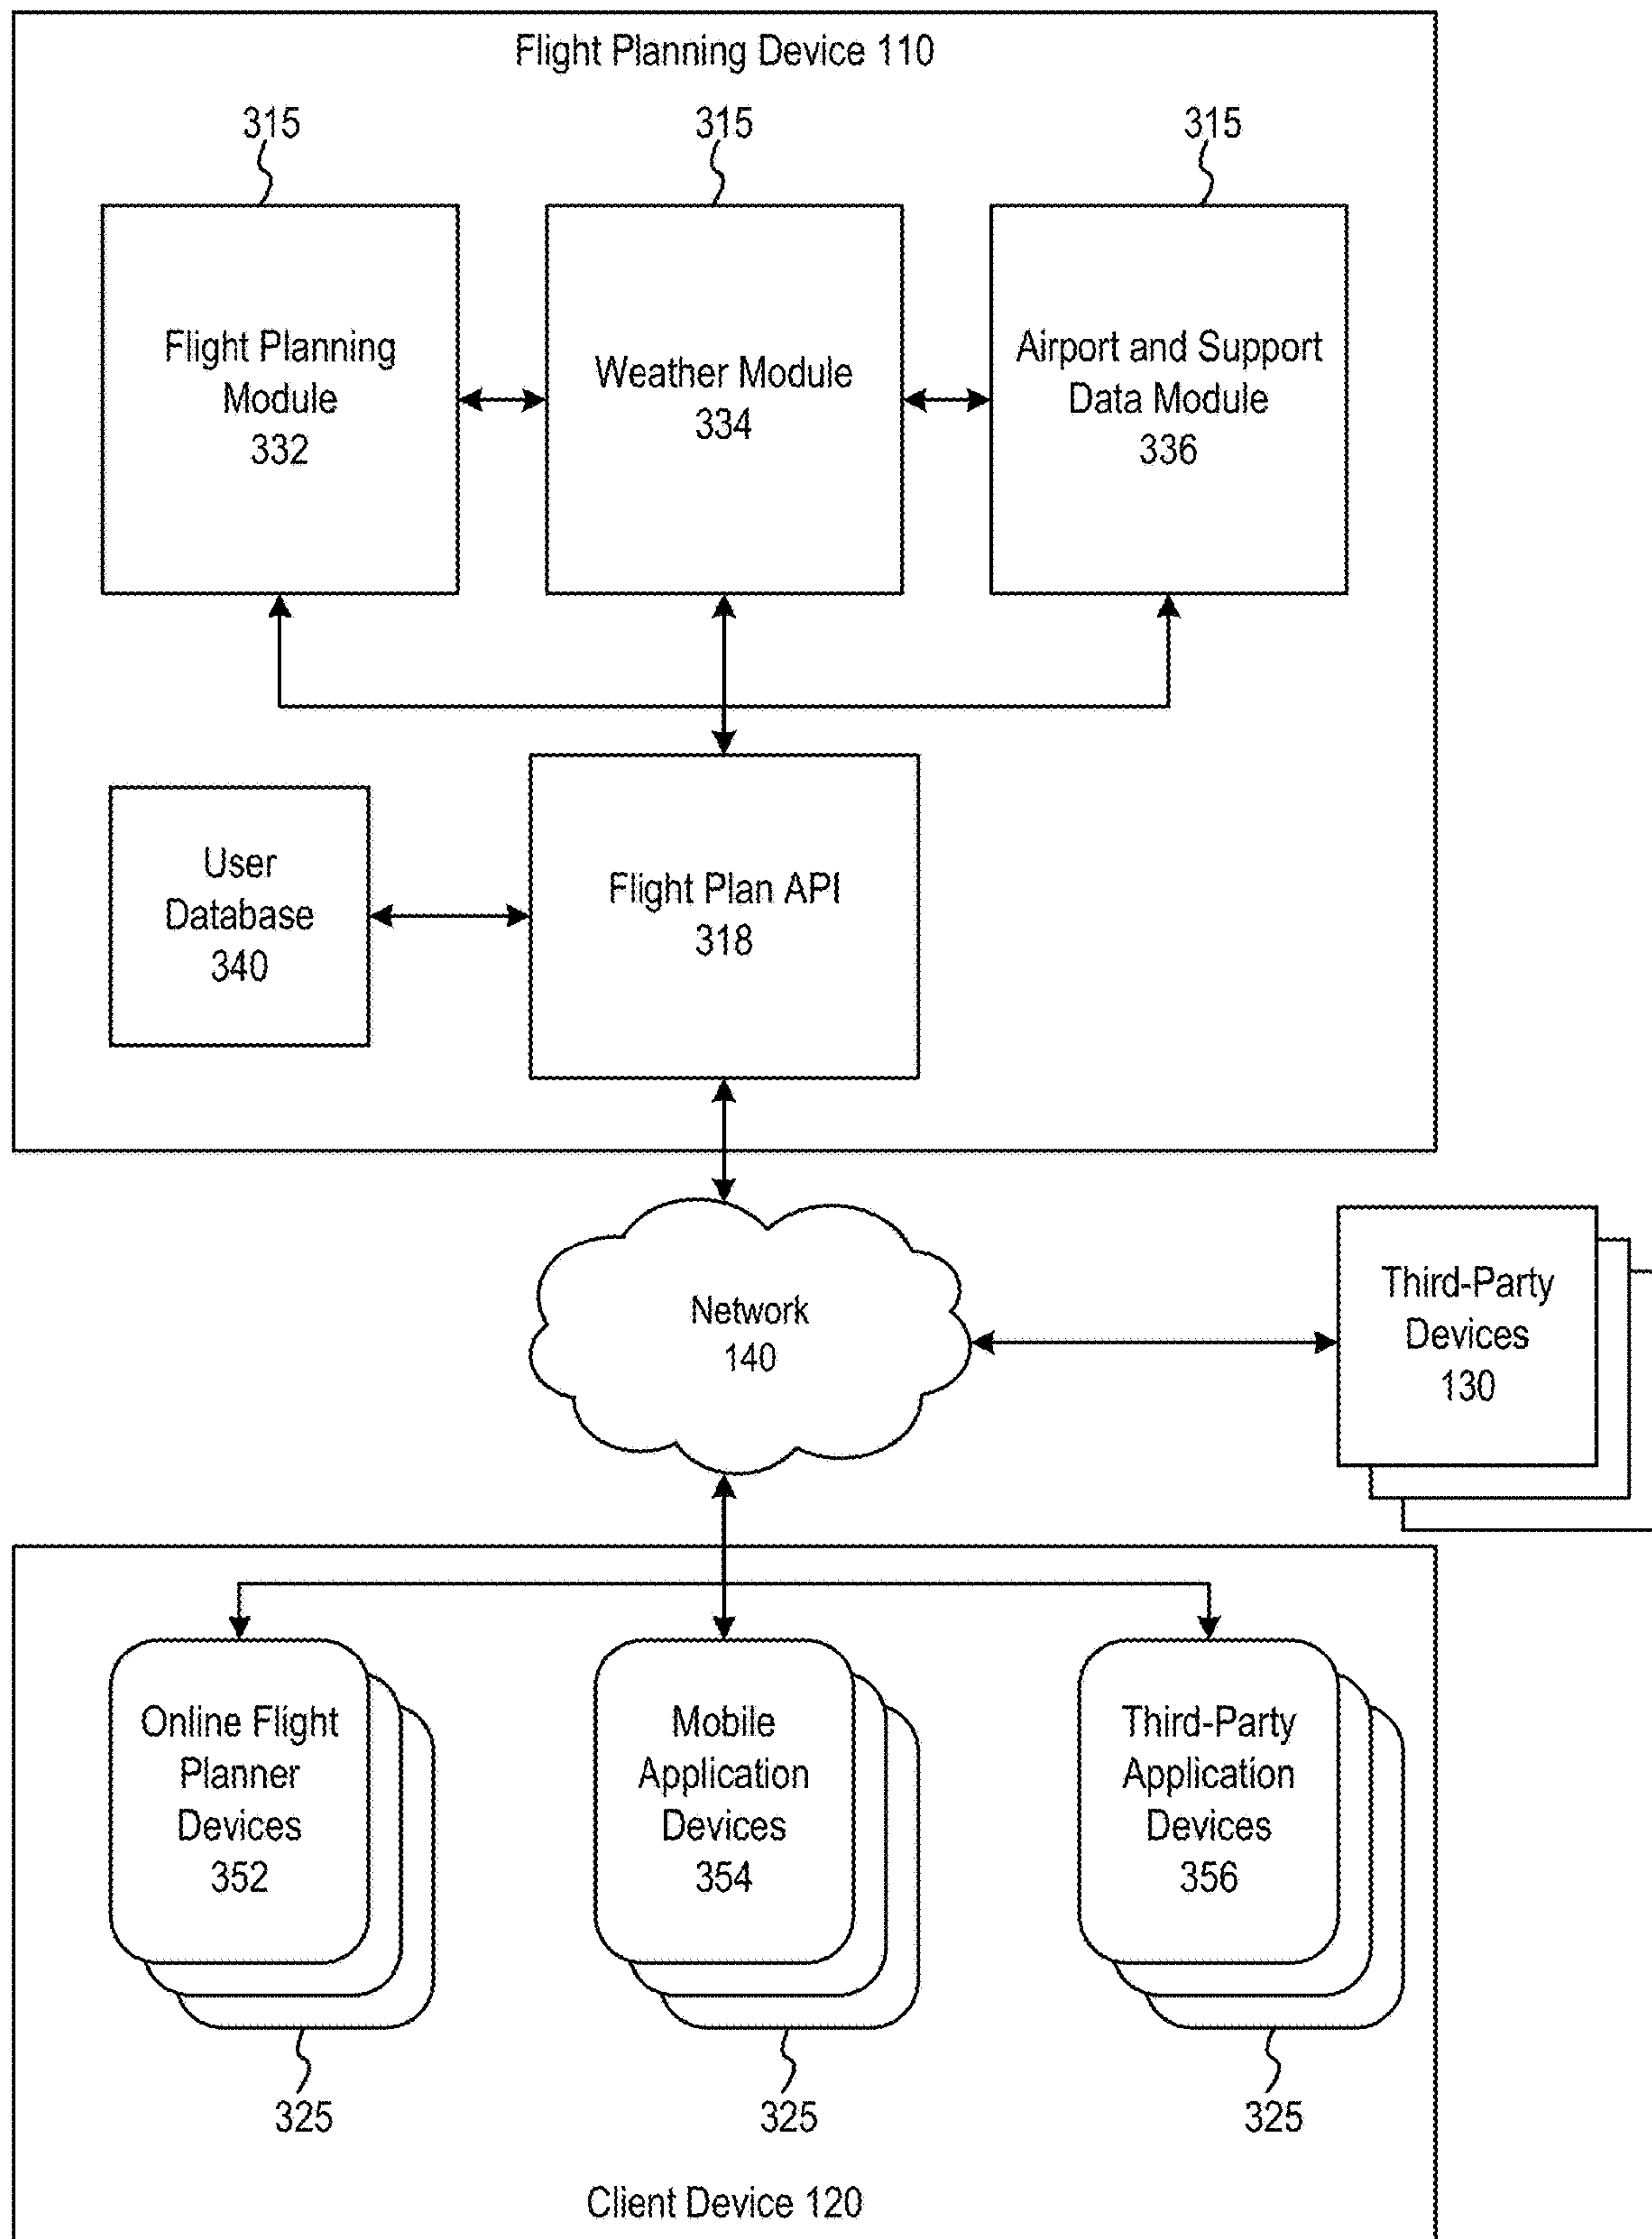 Flight Planning Device 110
315
315
315
Flight Planning
Module
332
Weather Module
334
Airport and Support
Data Module
336
User
Database
340
Flight Plan API
318
Network
140
Third-Party
Devices
130
Online Flight
Planner
Devices
352
Mobile
Application
Devices
354
Third-Party
Application
Devices
356
325
325
325
Client Device 120